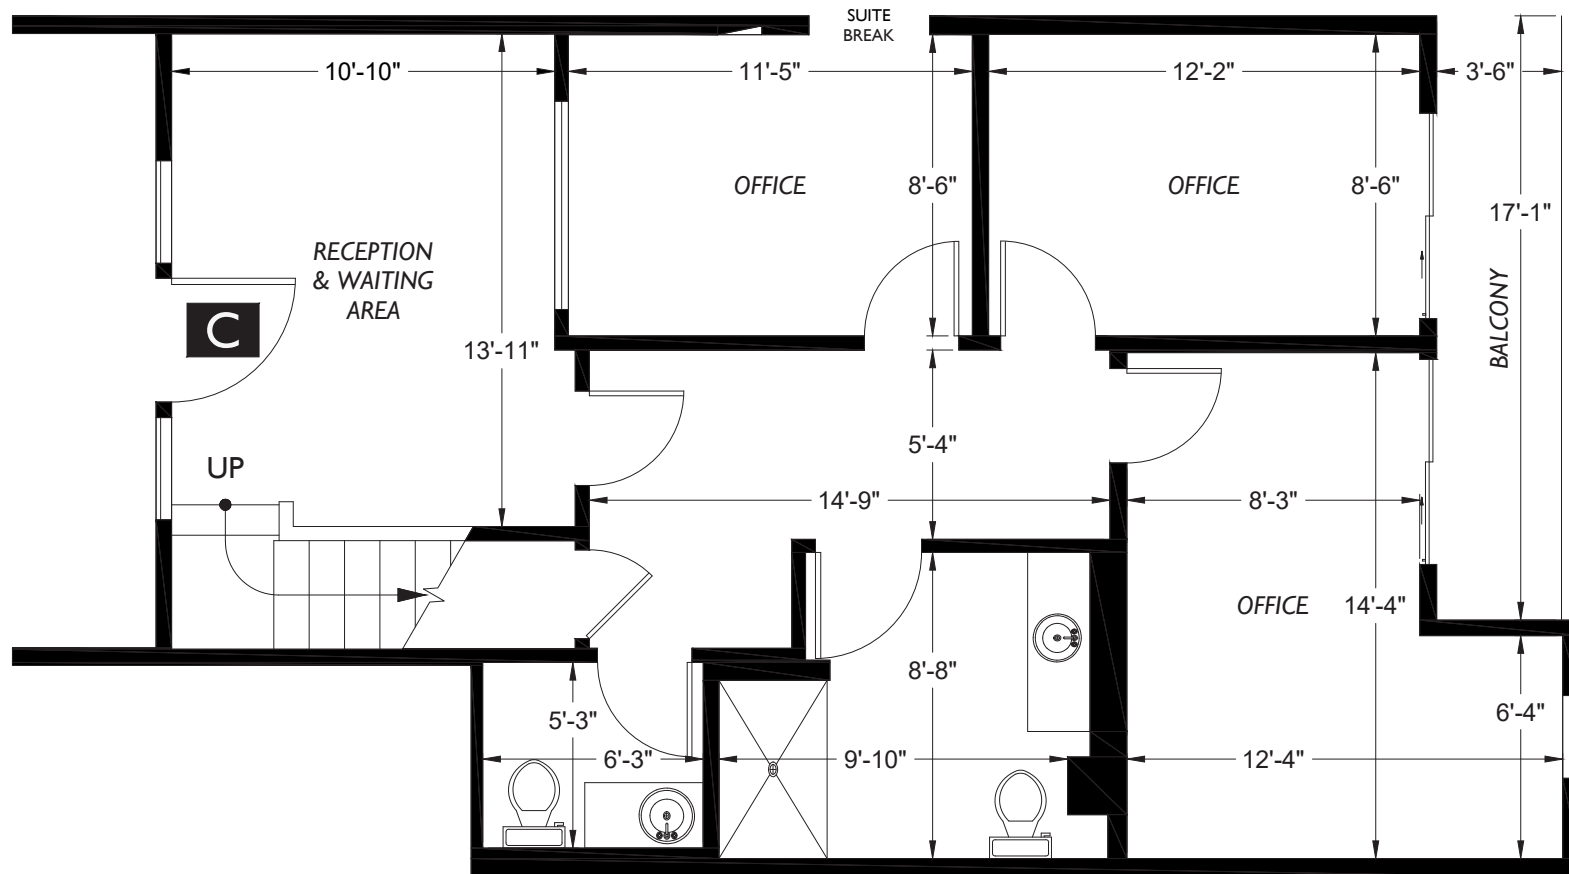 SUITE
BREAK
10'-10"
11'-5"
12'-2"
3'-6"
OFFICE
8'-6"
OFFICE
8'-6"
17'-1"
RECEPTION
& WAITING
AREA
C
BALCONY
13'-11"
5'-4"
UP
14'-9"
8'-3"
OFFICE
14'-4"
8'-8"
5'-3"
6'-4"
6'-3"
9'-10"
12'-4"